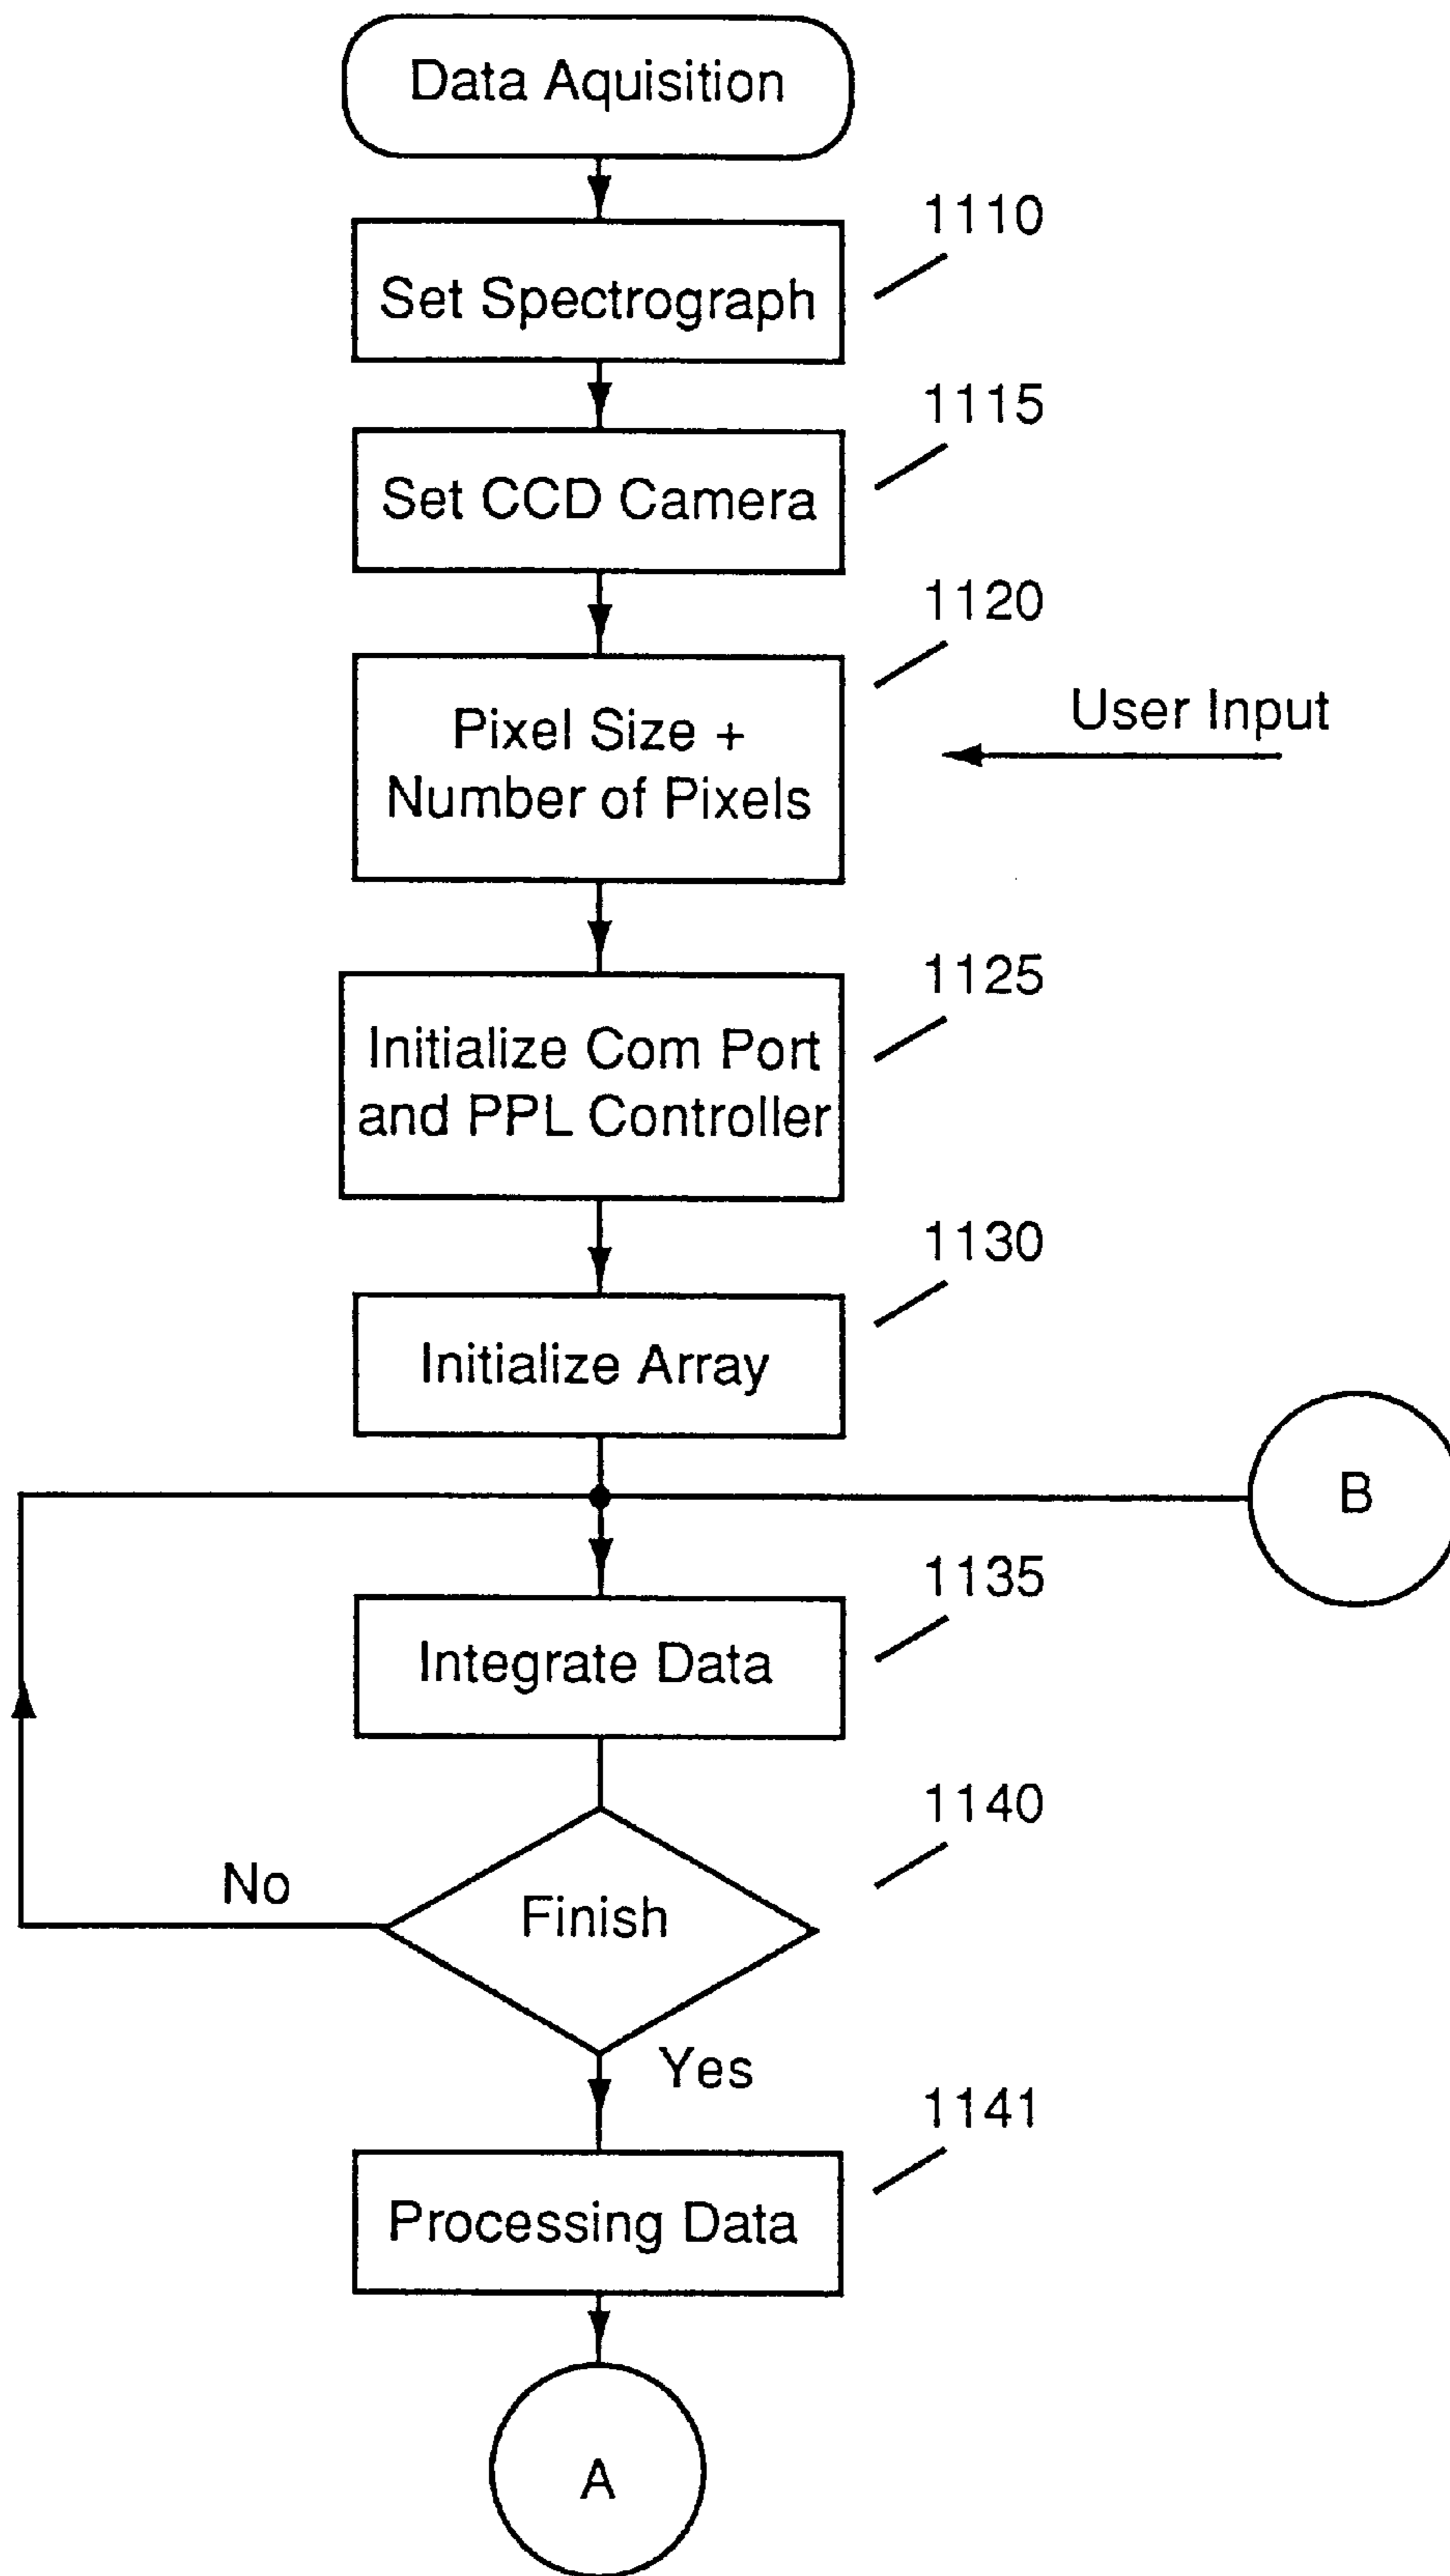 Data Aquisition
1110
Set Spectrograph
1115
Set CCD Camera
1120
Pixel Size +
Number of Pixels
User Input
1125
Initialize Com Port
and PPL Controller
1130
Initialize Array
B
1135
Integrate Data
1140
No
Finish
Yes
1141
Processing Data
A